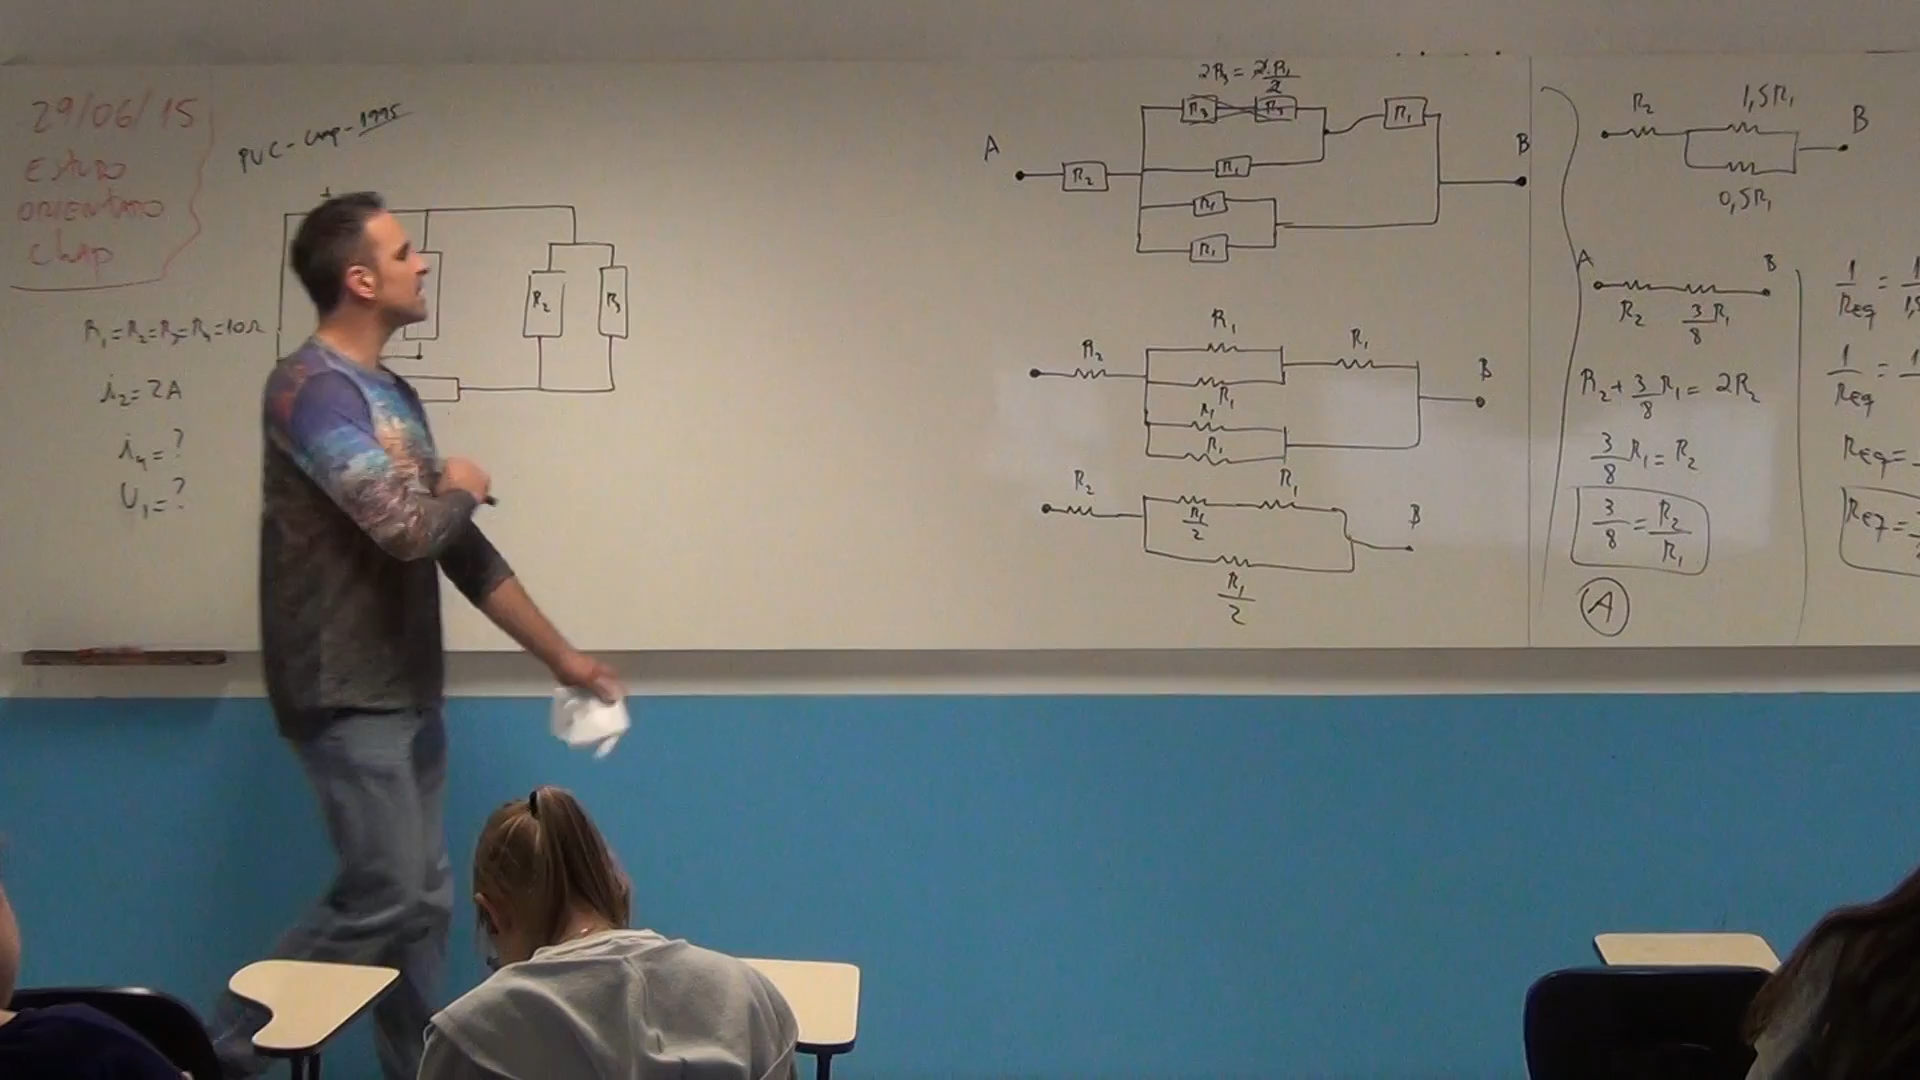 29/06/15
ESTUDO
ORIENTADO
CHAP
PUC-Camp-1995
+
R₁=R₂=R₃=R₄=10Ω
i₂=2A
i₄=?
U₁=?
R₂
R₃
2R₃=2.R₁/2
R₃
R₃
R₁
A
R₂
R₁
B
R₁
R₁
R₂
R₁
R₁
R₁
R₁
R₁
B
R₂
R₁/2
R₁
B
R₁/2
R₂
1,5R₁
B
0,5R₁
A
B
R₂
3/8 R₁
R₂+3/8 R₁=2R₂
3/8 R₁=R₂
3/8=R₂/R₁
A
1/Req=
1/Req=
Req=
Req=